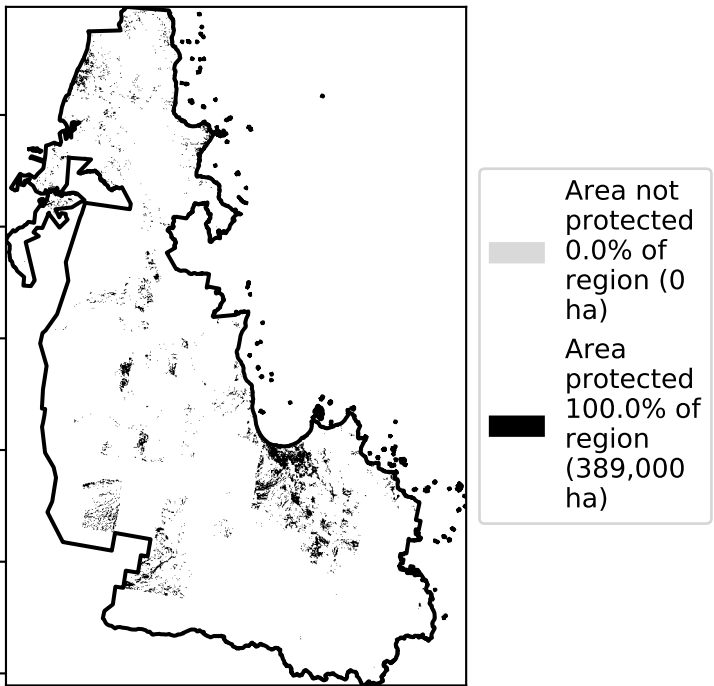 Area not
protected
0.0% of
region (0
ha)
Area
protected
100.0% of
region
(389,000
ha)